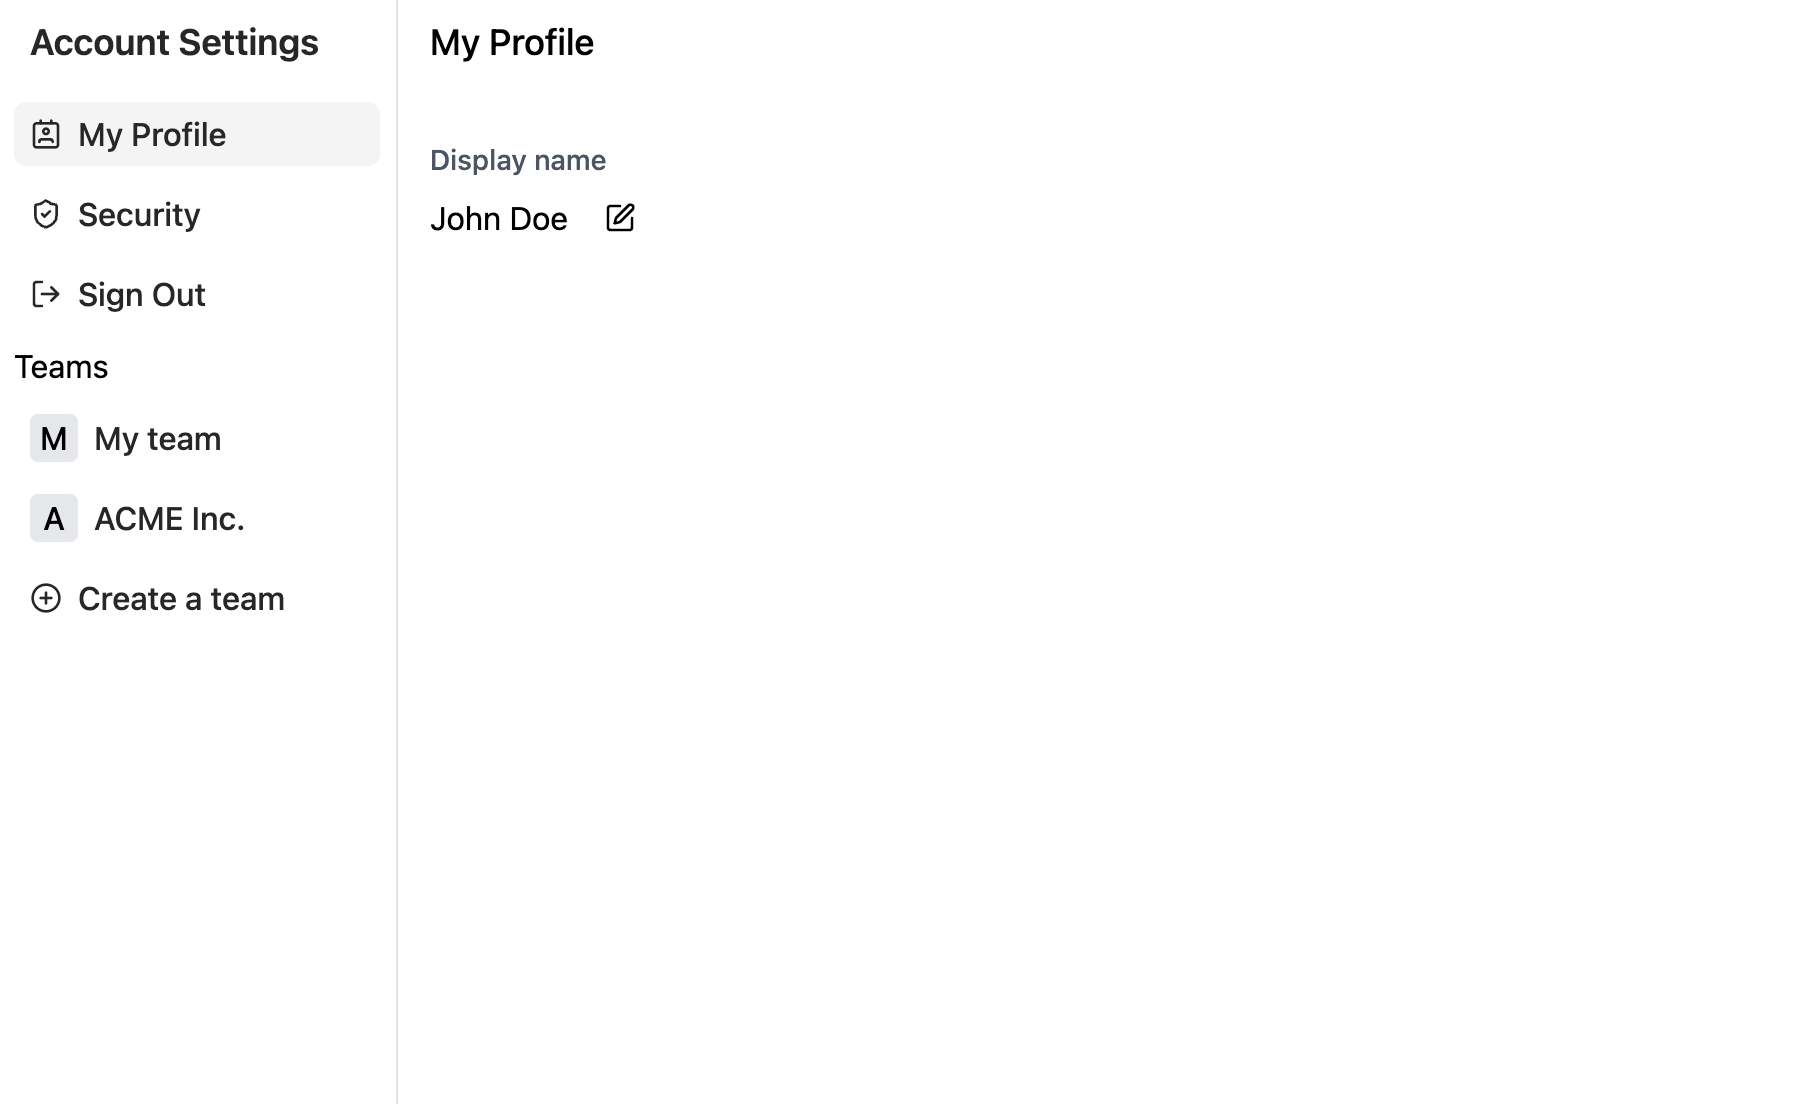 Account Settings
My Profile
Security
Sign Out
Teams
M My team
A ACME Inc.
Create a team
My Profile
Display name
John Doe